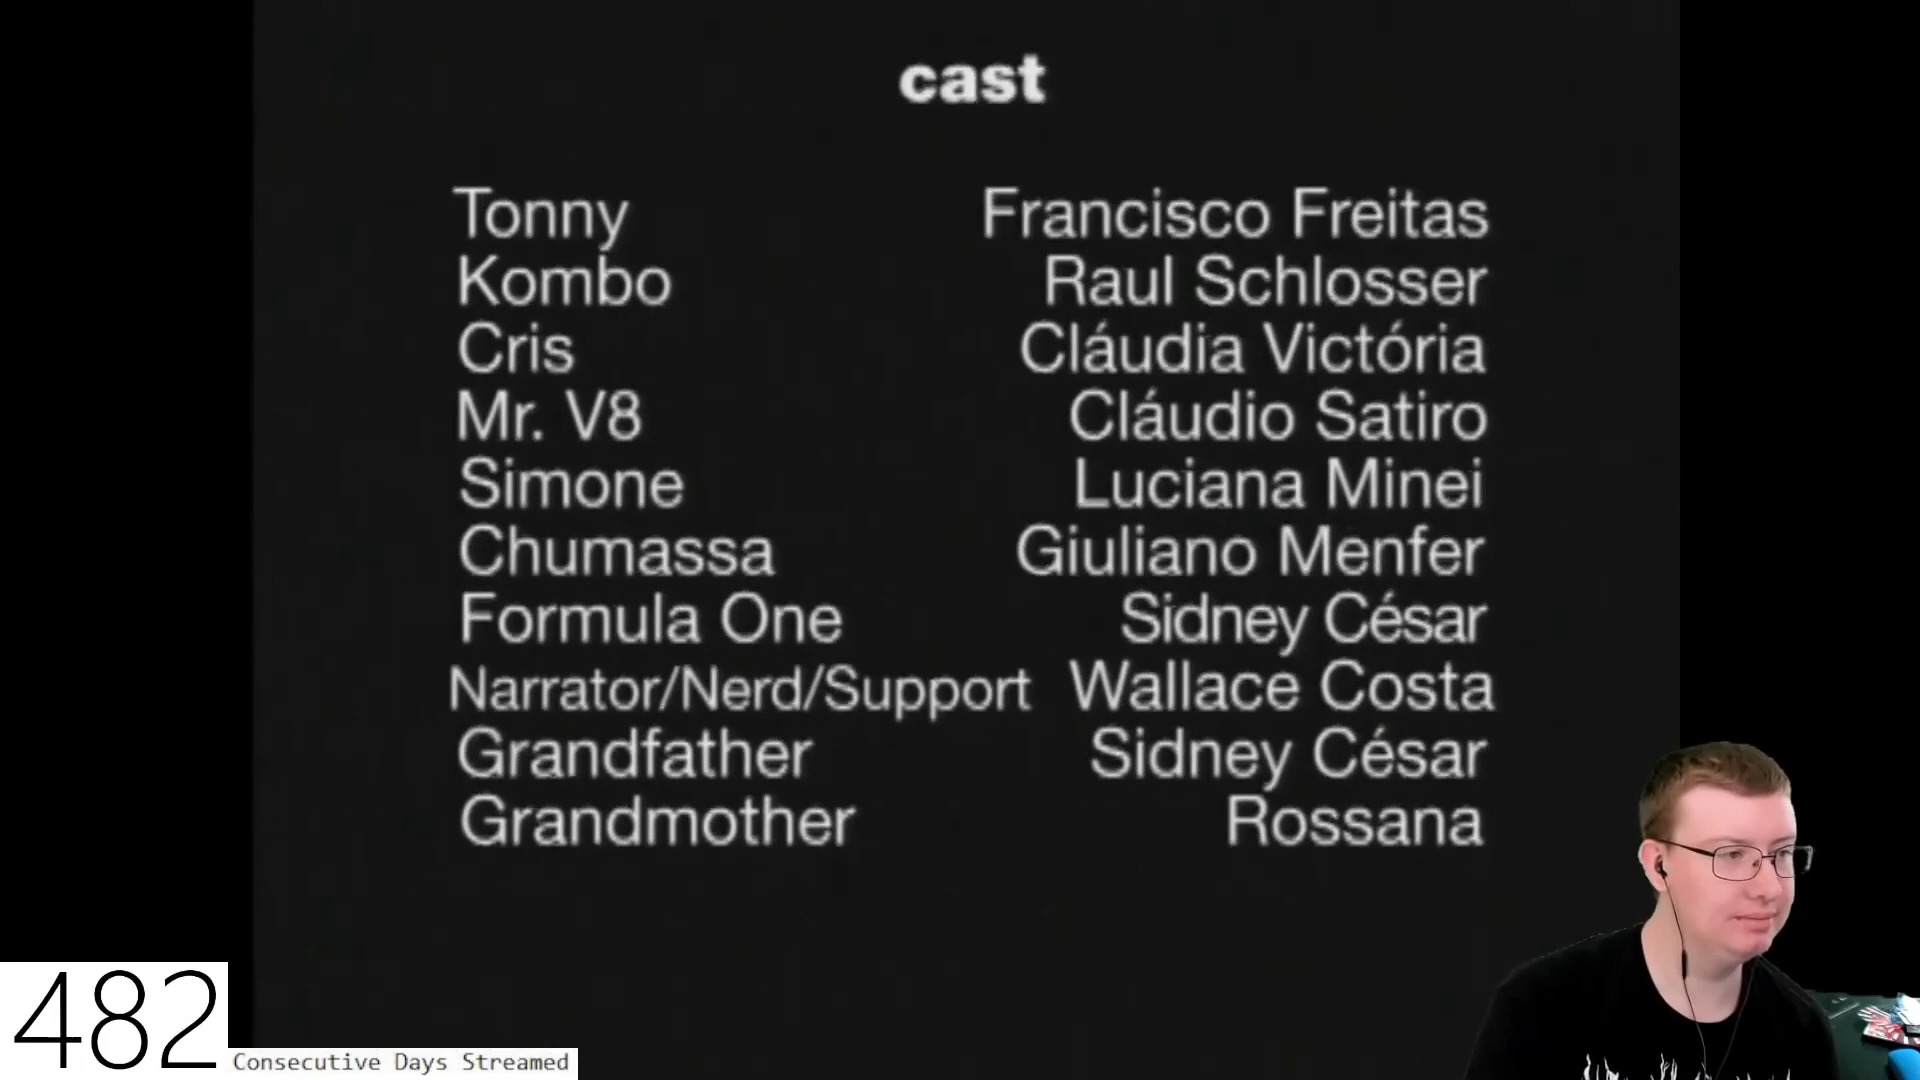 cast
Tonny Francisco Freitas
Kombo Raul Schlosser
Cris Cláudia Victória
Mr. V8 Cláudio Satiro
Simone Luciana Minei
Chumassa Giuliano Menfer
Formula One Sidney César
Narrator/Nerd/Support Wallace Costa
Grandfather Sidney César
Grandmother Rossana
482
Consecutive Days Streamed